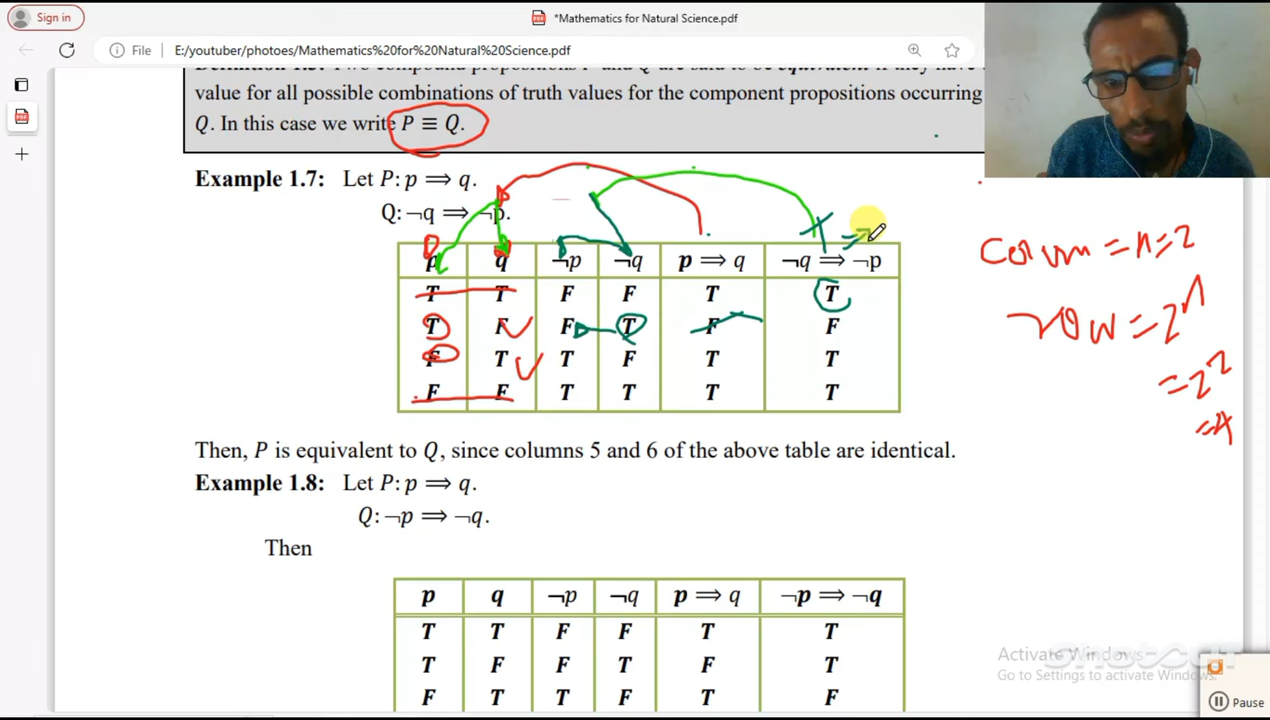 Sign in
*Mathematics for Natural Science.pdf
File E:/youtuber/photoes/Mathematics%20for%20Natural%20Science.pdf
value for all possible combinations of truth values for the component propositions occurring
Q. In this case we write P ≡ Q.
Example 1.7: Let P: p ⟹ q.
Q: ¬q ⟹ ¬p.
p q ¬p ¬q p ⟹ q ¬q ⟹ ¬p
T T F F T T
T F F T F F
F T T F T T
F F T T T T
Colum = n = 2
row = 2^n
= 2^2
= 4
Then, P is equivalent to Q, since columns 5 and 6 of the above table are identical.
Example 1.8: Let P: p ⟹ q.
Q: ¬p ⟹ ¬q.
Then
p q ¬p ¬q p ⟹ q ¬p ⟹ ¬q
T T F F T T
T F F T F T
F T T F T F
Activate Windows
Go to Settings to activate Windows.
Pause